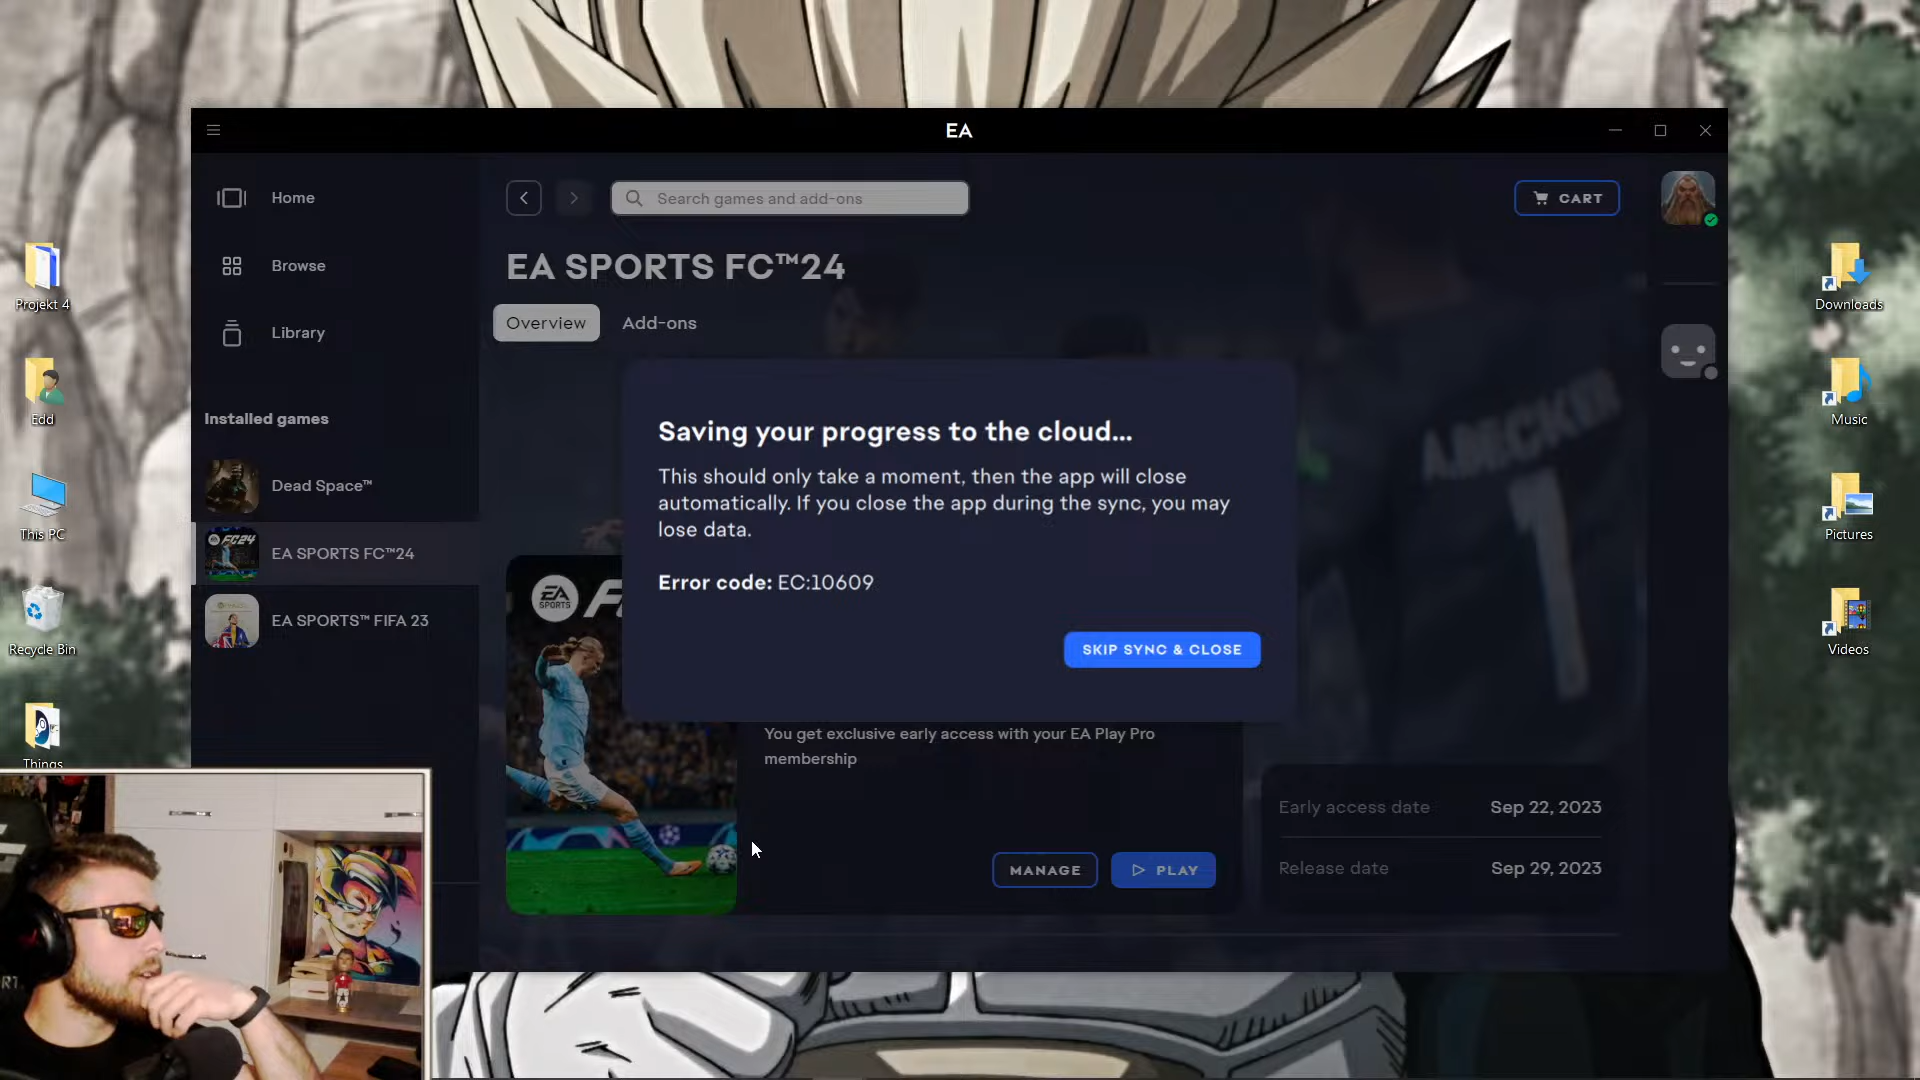 EA
Home
Search games and add-ons
CART
Browse
EA SPORTS FC™24
Projekt 4
Downloads
Library
Overview
Add-ons
Edd
Music
Installed games
Saving your progress to the cloud...
This should only take a moment, then the app will close
automatically. If you close the app during the sync, you may
lose data.
Error code: EC:10609
SKIP SYNC & CLOSE
Dead Space™
EA SPORTS FC™24
EA SPORTS™ FIFA 23
This PC
Pictures
Recycle Bin
Videos
Things
FC24
EA
SPORTS
A.BECKER
1
You get exclusive early access with your EA Play Pro
membership
Early access date
Sep 22, 2023
Release date
Sep 29, 2023
MANAGE
PLAY